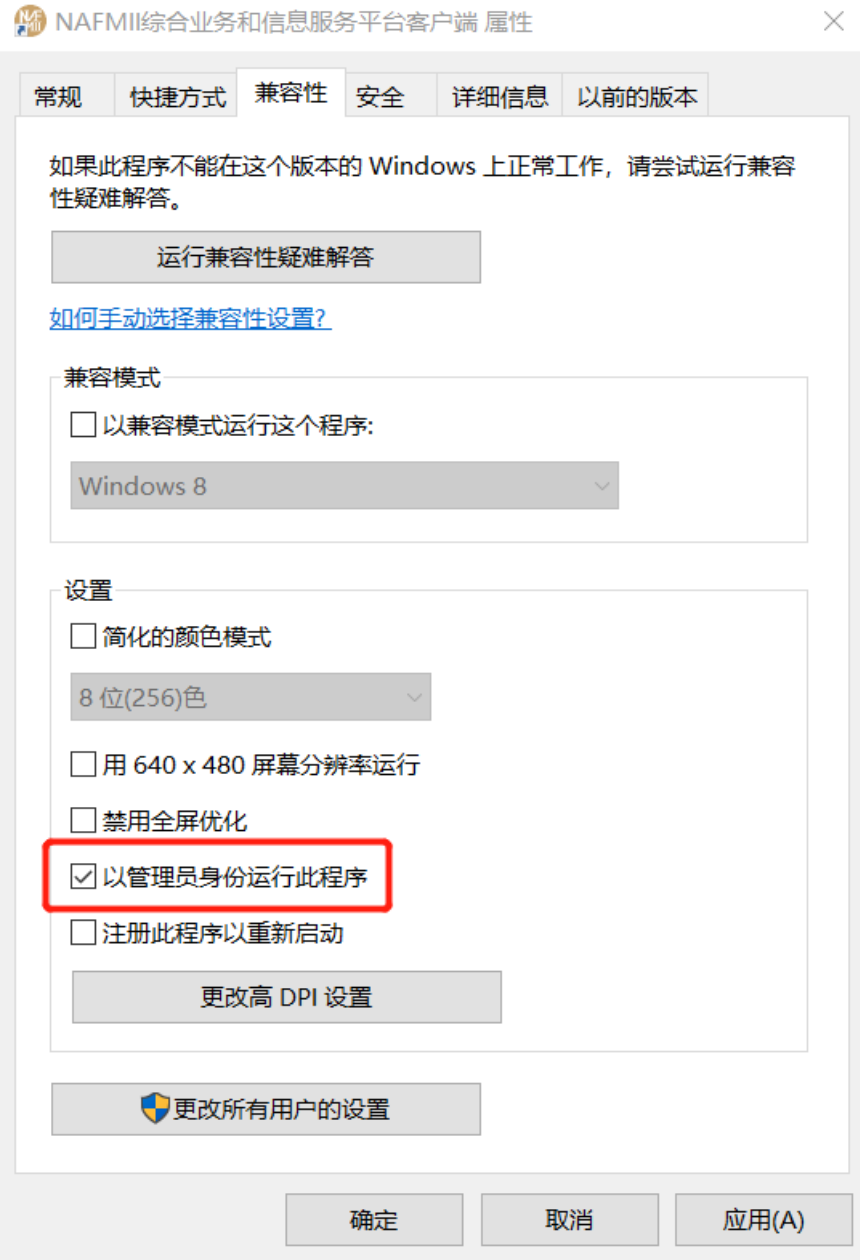 NAFMII综合业务和信息服务平台客户端 属性
常规 快捷方式 兼容性 安全 详细信息 以前的版本
如果此程序不能在这个版本的 Windows 上正常工作，请尝试运行兼容
性疑难解答。
运行兼容性疑难解答
如何手动选择兼容性设置?
兼容模式
以兼容模式运行这个程序:
Windows 8
设置
简化的颜色模式
8 位(256)色
用 640 x 480 屏幕分辨率运行
禁用全屏优化
以管理员身份运行此程序
注册此程序以重新启动
更改高 DPI 设置
更改所有用户的设置
确定 取消 应用(A)